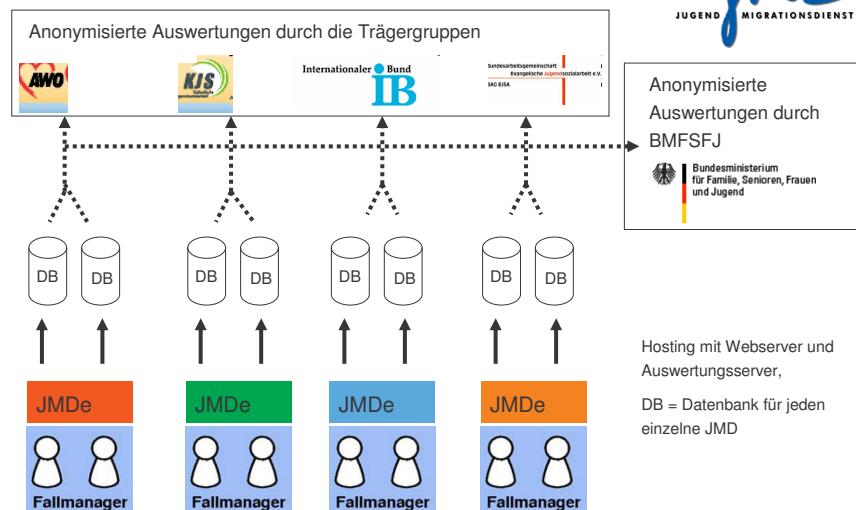 JUGEND MIGRATIONSDIENST
Anonymisierte Auswertungen durch die Trägergruppen
AWO
KJS
Internationaler Bund
IB
Bundesarbeitsgemeinschaft
Evangelische Jugendsozialarbeit e.V.
BAG EJSA
Anonymisierte
Auswertungen durch
BMFSFJ
Bundesministerium
für Familie, Senioren, Frauen
und Jugend
DB DB DB DB DB DB DB DB
Hosting mit Webserver und
Auswertungsserver,
DB = Datenbank für jeden
einzelne JMD
JMDe JMDe JMDe JMDe
Fallmanager Fallmanager Fallmanager Fallmanager